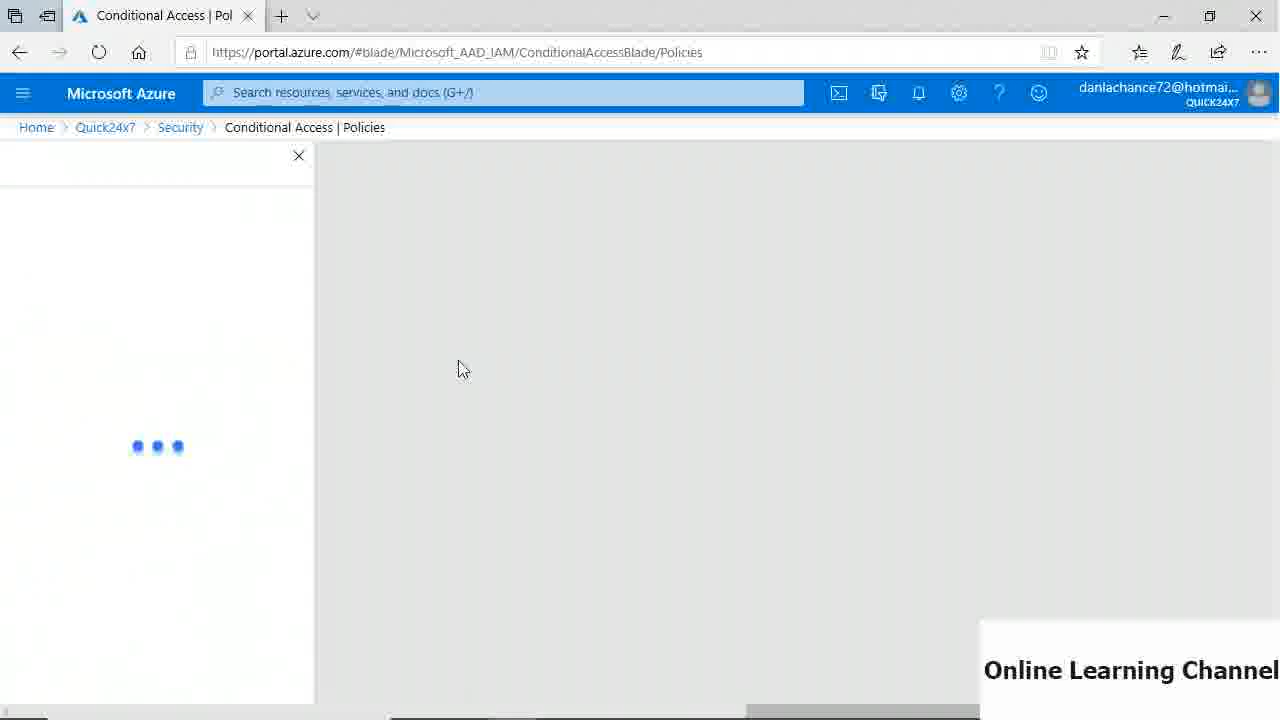 Conditional Access | Pol
https://portal.azure.com/#blade/Microsoft_AAD_IAM/ConditionalAccessBlade/Policies
Microsoft Azure
Search resources, services, and docs (G+/)
danlachance72@hotmai...
QUICK24X7
Home > Quick24x7 > Security > Conditional Access | Policies
Online Learning Channel